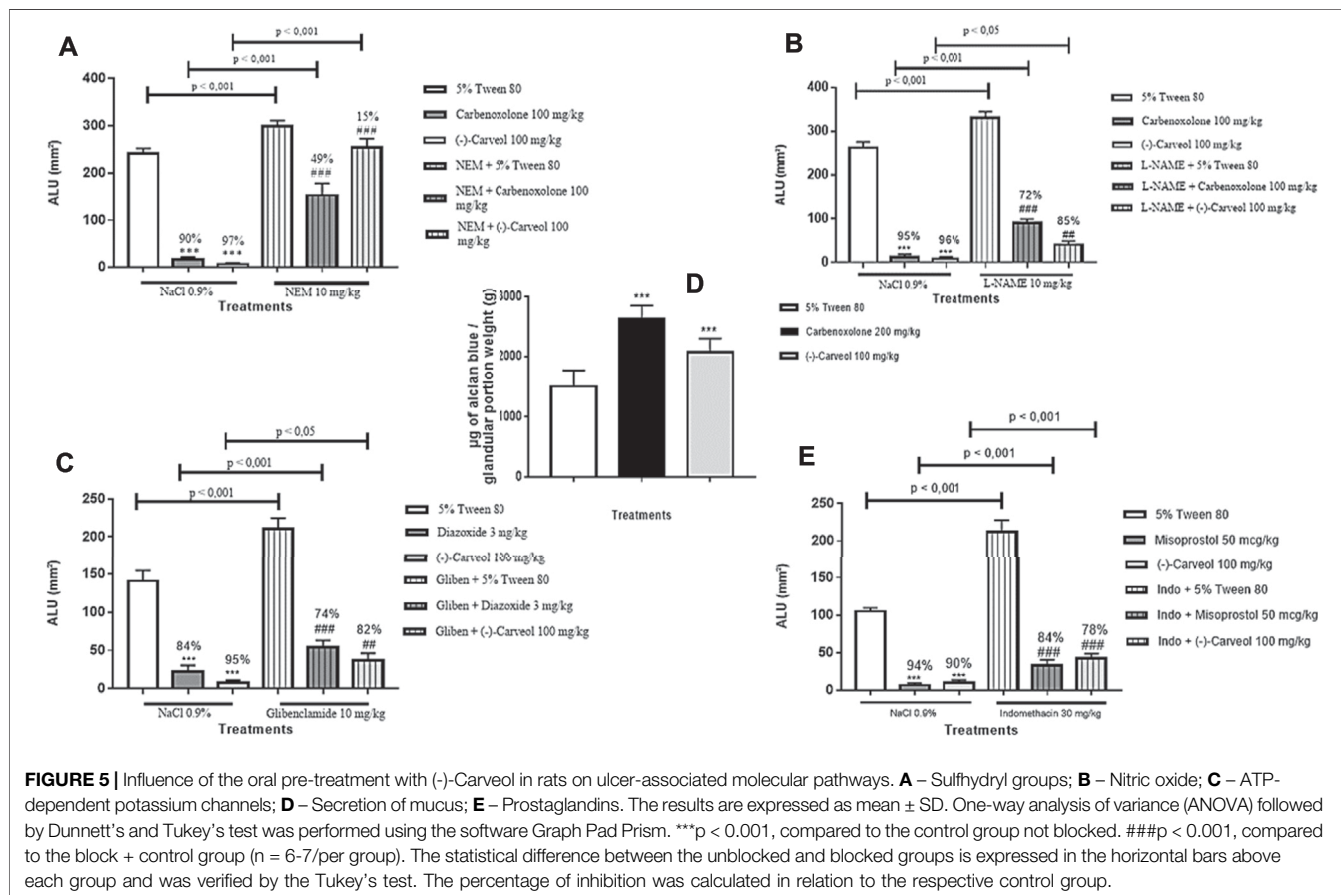 A
p < 0,001
p < 0,001
p < 0,001
400
300
200
100
0
ALU (mm²)
90%
***
97%
***
49%
###
15%
###
NaCl 0.9%
NEM 10 mg/kg
Treatments
5% Tween 80
Carbenoxolone 100 mg/kg
(-)-Carveol 100 mg/kg
NEM + 5% Tween 80
NEM + Carbenoxolone 100
mg/kg
NEM + (-)-Carveol 100
mg/kg
B
p < 0,05
p < 0,001
p < 0,001
400
300
200
100
0
ALU (mm²)
95%
***
96%
***
72%
###
85%
##
NaCl 0.9%
L-NAME 10 mg/kg
Treatments
5% Tween 80
Carbenoxolone 100 mg/kg
(-)-Carveol 100 mg/kg
L-NAME + 5% Tween 80
L-NAME + Carbenoxolone 100 mg/kg
L-NAME + (-)-Carveol 100 mg/kg
D
3000
2000
1000
0
µg of alcian blue /
glandular portion weight (g)
***
***
Treatments
5% Tween 80
Carbenoxolone 200 mg/kg
(-)-Carveol 100 mg/kg
C
p < 0,05
p < 0,001
p < 0,001
250
200
150
100
50
0
ALU (mm²)
84%
***
95%
***
74%
###
82%
##
NaCl 0.9%
Glibenclamide 10 mg/kg
Treatments
5% Tween 80
Diazoxide 3 mg/kg
(-)-Carveol 100 mg/kg
Gliben + 5% Tween 80
Gliben + Diazoxide 3 mg/kg
Gliben + (-)-Carveol 100 mg/kg
E
p < 0,001
p < 0,001
p < 0,001
250
200
150
100
50
0
ALU (mm²)
94%
***
90%
***
84%
###
78%
###
NaCl 0.9%
Indomethacin 30 mg/kg
Treatments
5% Tween 80
Misoprostol 50 mcg/kg
(-)-Carveol 100 mg/kg
Indo + 5% Tween 80
Indo + Misoprostol 50 mcg/kg
Indo + (-)-Carveol 100 mg/kg
FIGURE 5 | Influence of the oral pre-treatment with (-)-Carveol in rats on ulcer-associated molecular pathways. A – Sulfhydryl groups; B – Nitric oxide; C – ATP-
dependent potassium channels; D – Secretion of mucus; E – Prostaglandins. The results are expressed as mean ± SD. One-way analysis of variance (ANOVA) followed
by Dunnett's and Tukey's test was performed using the software Graph Pad Prism. ***p < 0.001, compared to the control group not blocked. ###p < 0.001, compared
to the block + control group (n = 6-7/per group). The statistical difference between the unblocked and blocked groups is expressed in the horizontal bars above
each group and was verified by the Tukey's test. The percentage of inhibition was calculated in relation to the respective control group.